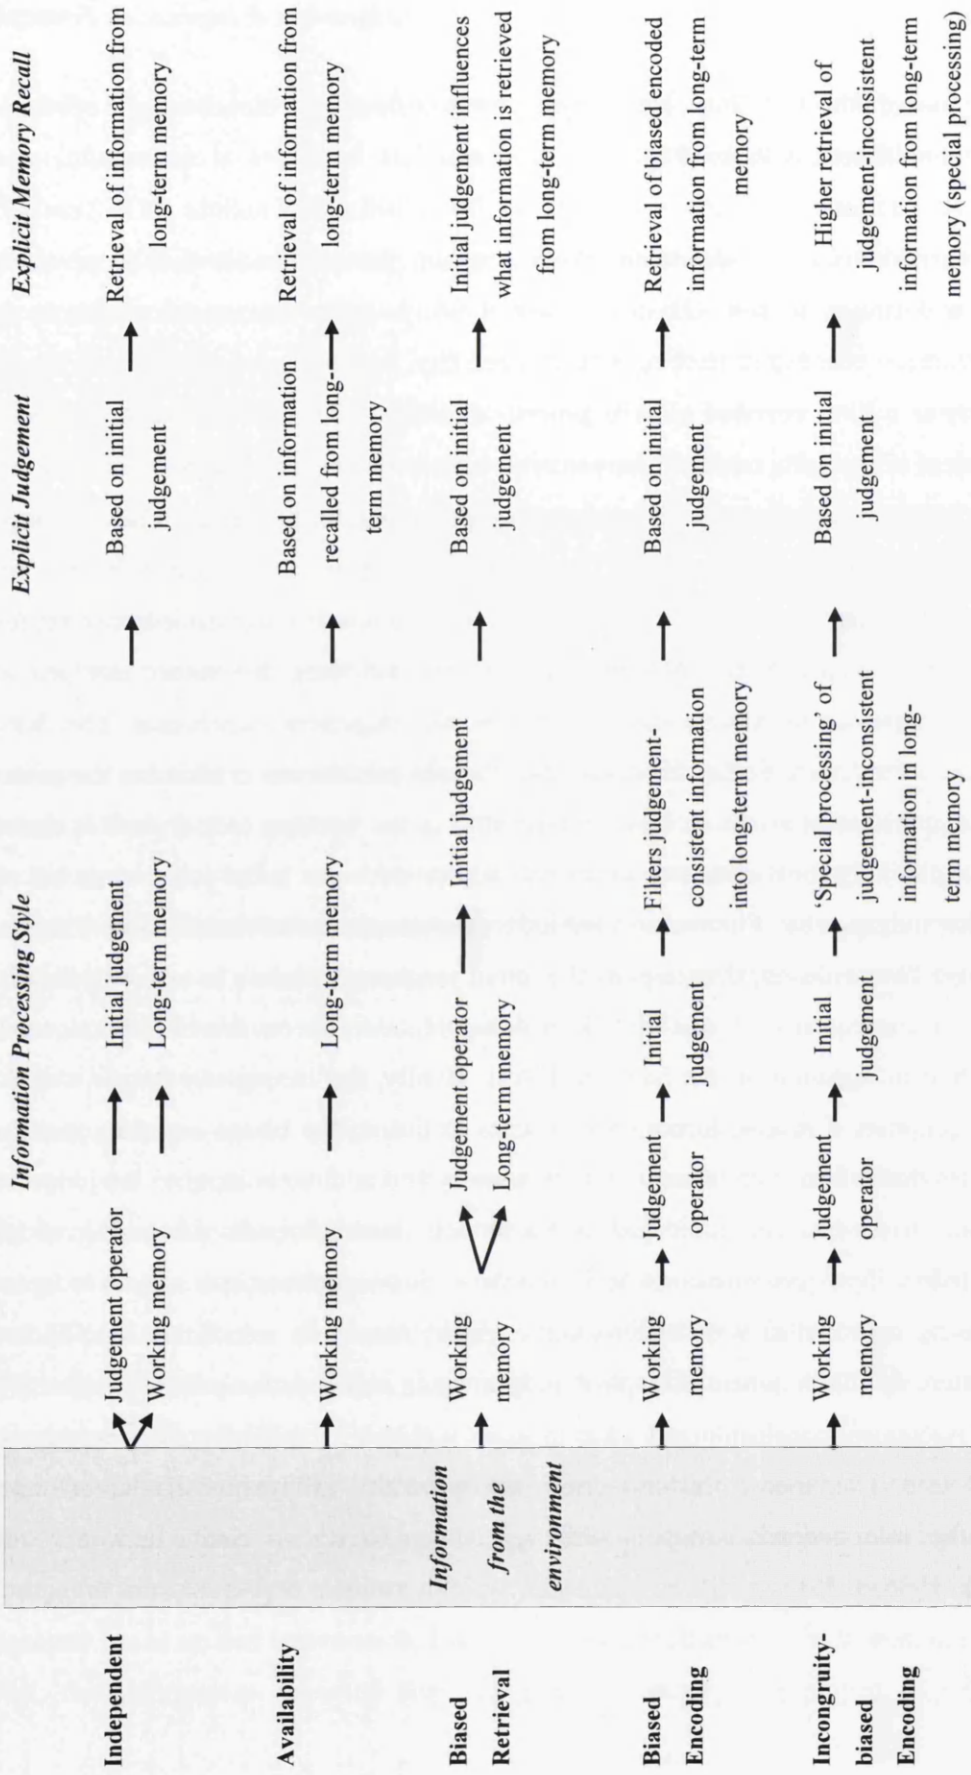 Information Processing Style
Explicit Judgement
Explicit Memory Recall
Independent
Judgement operator
Initial judgement
Based on initial
judgement
Retrieval of information from
long-term memory
Working memory
Long-term memory
Availability
Working memory
Long-term memory
Based on information
recalled from long-
term memory
Retrieval of information from
long-term memory
Information
from the
environment
Biased
Retrieval
Working
memory
Judgement operator
Initial judgement
Long-term memory
Based on initial
judgement
Initial judgement influences
what information is retrieved
from long-term memory
Biased
Encoding
Working
memory
Judgement
operator
Initial
judgement
Filters judgement-
consistent information
into long-term memory
Based on initial
judgement
Retrieval of biased encoded
information from long-term
memory
Incongruity-
biased
Encoding
Working
memory
Judgement
operator
Initial
judgement
'Special processing' of
judgement-inconsistent
information into long-
term memory
Based on initial
judgement
Higher retrieval of
judgment-inconsistent
information from long-term
memory (special processing)